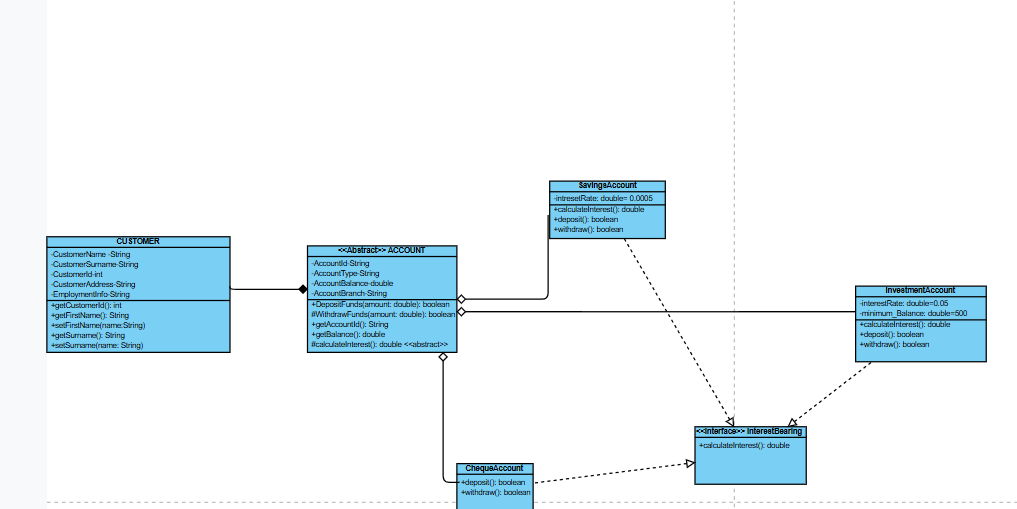 CUSTOMER
-CustomerName -String
-CustomerSurname-String
-CustomerId-int
-CustomerAddress-String
-EmploymentInfo-String
+getCustomerId(): int
+getFirstName(): String
+setFirstName(name:String)
+getSurname(): String
+setSurname(name: String)
<<Abstract>> ACCOUNT
-AccountId-String
-AccountType-String
-AccountBalance-double
-AccountBranch-String
+DepositFunds(amount: double): boolean
#WithdrawFunds(amount: double): boolean
+getAccountId(): String
+getBalance(): double
#calculateInterest(): double <<abstract>>
SavingsAccount
-intresetRate: double= 0.0005
+calculateInterest(): double
+deposit(): boolean
+withdraw(): boolean
InvestmentAccount
-interestRate: double=0.05
-minimum_Balance: double=500
+calculateInterest(): double
+deposit(): boolean
+withdraw(): boolean
<<Interface>> InterestBearing
+calculateInterest(): double
ChequeAccount
+deposit(): boolean
+withdraw(): boolean